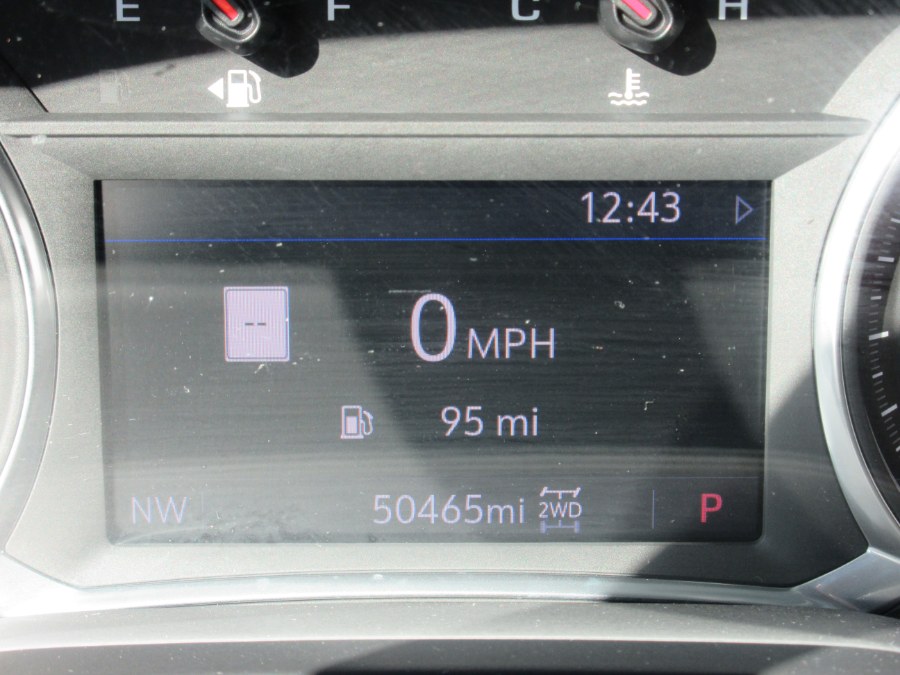 E F C H
12:43
--
0 MPH
95 mi
NW 50465mi 2WD P